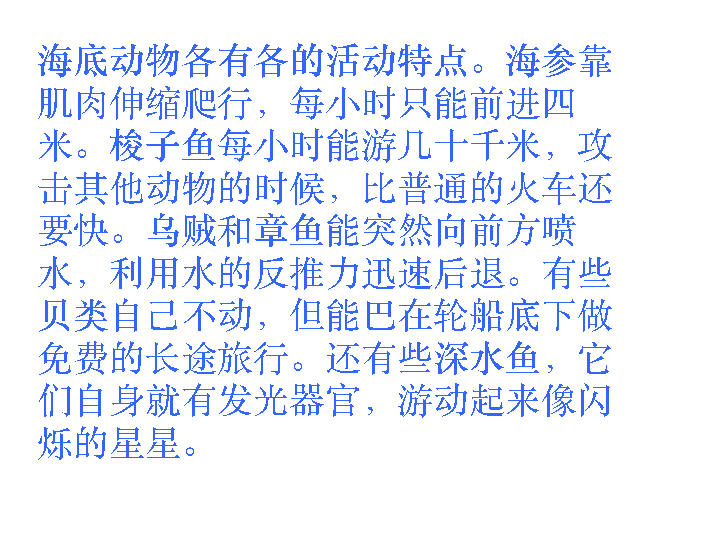 海底动物各有各的活动特点。海参靠
肌肉伸缩爬行，每小时只能前进四
米。梭子鱼每小时能游几十千米，攻
击其他动物的时候，比普通的火车还
要快。乌贼和章鱼能突然向前方喷
水，利用水的反推力迅速后退。有些
贝类自己不动，但能巴在轮船底下做
免费的长途旅行。还有些深水鱼，它
们自身就有发光器官，游动起来像闪
烁的星星。